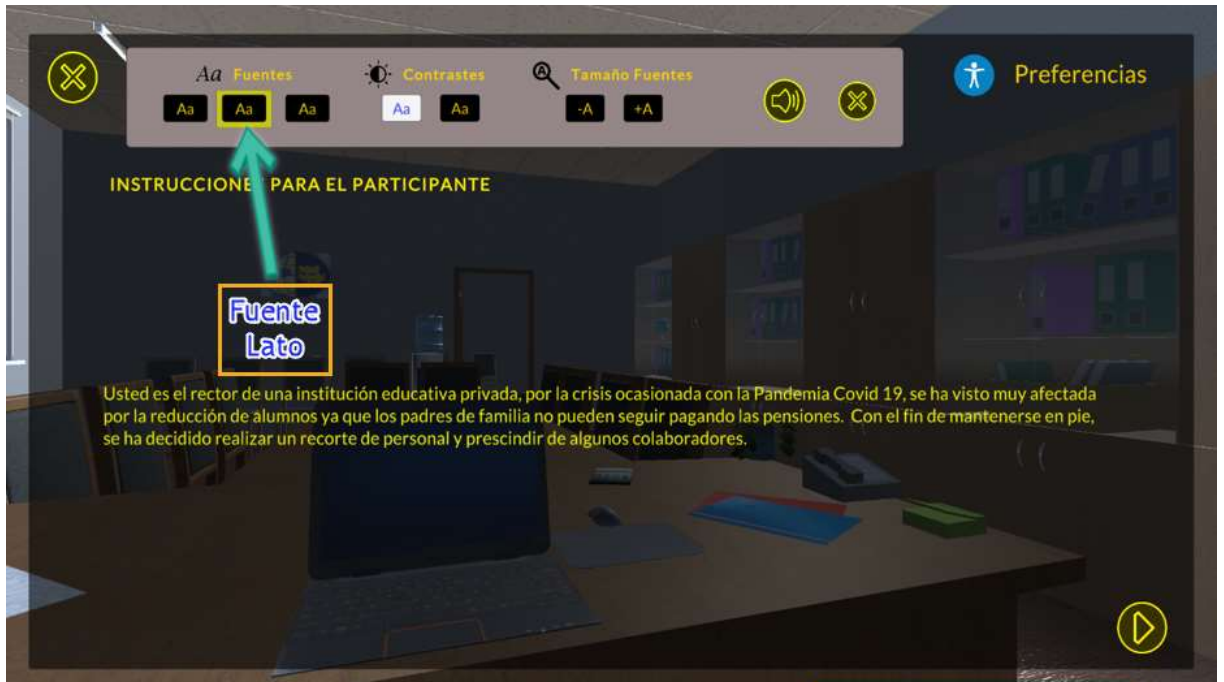 Aa Fuentes
Contrastes
A
Tamaño Fuentes
Preferencias
Aa Aa Aa
Aa Aa
-A +A
INSTRUCCIONES PARA EL PARTICIPANTE
Fuente
Lato
Usted es el rector de una institución educativa privada, por la crisis ocasionada con la Pandemia Covid 19, se ha visto muy afectada
por la reducción de alumnos ya que los padres de familia no pueden seguir pagando las pensiones. Con el fin de mantenerse en pie,
se ha decidido realizar un recorte de personal y prescindir de algunos colaboradores.